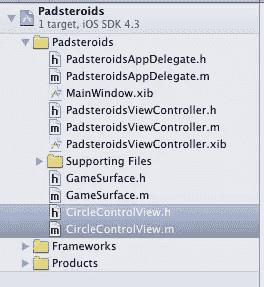 Padsteroids
1 target, iOS SDK 4.3
Padsteroids
PadsteroidsAppDelegate.h
PadsteroidsAppDelegate.m
MainWindow.xib
PadsteroidsViewController.h
PadsteroidsViewController.m
PadsteroidsViewController.xib
Supporting Files
GameSurface.h
GameSurface.m
CircleControlView.h
CircleControlView.m
Frameworks
Products